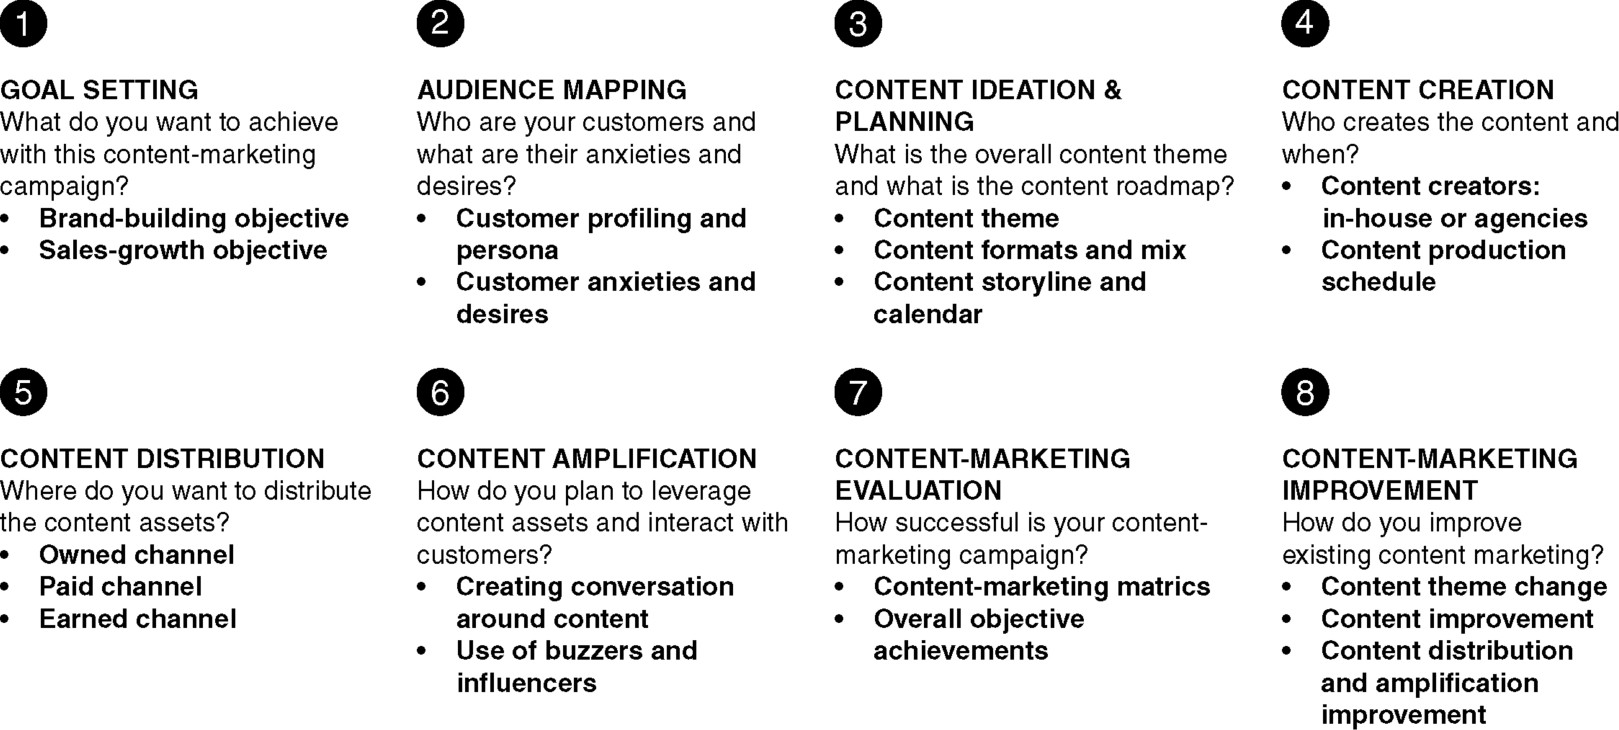 1
GOAL SETTING
What do you want to achieve
with this content-marketing
campaign?
• Brand-building objective
• Sales-growth objective
2
AUDIENCE MAPPING
Who are your customers and
what are their anxieties and
desires?
• Customer profiling and
persona
• Customer anxieties and
desires
3
CONTENT IDEATION &
PLANNING
What is the overall content theme
and what is the content roadmap?
• Content theme
• Content formats and mix
• Content storyline and
calendar
4
CONTENT CREATION
Who creates the content and
when?
• Content creators:
in-house or agencies
• Content production
schedule
5
CONTENT DISTRIBUTION
Where do you want to distribute
the content assets?
• Owned channel
• Paid channel
• Earned channel
6
CONTENT AMPLIFICATION
How do you plan to leverage
content assets and interact with
customers?
• Creating conversation
around content
• Use of buzzers and
influencers
7
CONTENT-MARKETING
EVALUATION
How successful is your content-
marketing campaign?
• Content-marketing matrics
• Overall objective
achievements
8
CONTENT-MARKETING
IMPROVEMENT
How do you improve
existing content marketing?
• Content theme change
• Content improvement
• Content distribution
and amplification
improvement